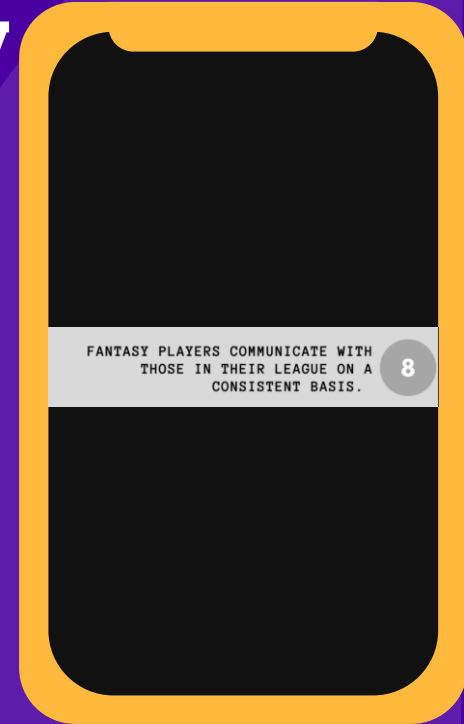 FANTASY PLAYERS COMMUNICATE WITH
THOSE IN THEIR LEAGUE ON A
CONSISTENT BASIS.
8